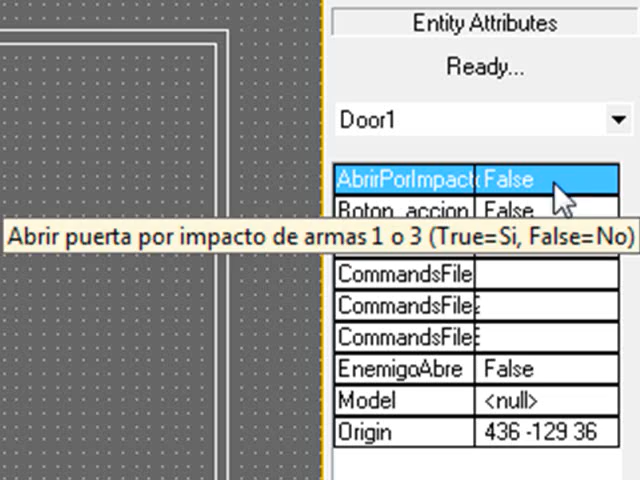 Entity Attributes
Ready...
Door1
AbrirPorImpact False
Boton_accion False
Abrir puerta por impacto de armas 1 o 3 (True=Si, False=No)
CommandsFile
CommandsFile
CommandsFile
EnemigoAbre False
Model <null>
Origin 436 -129 36